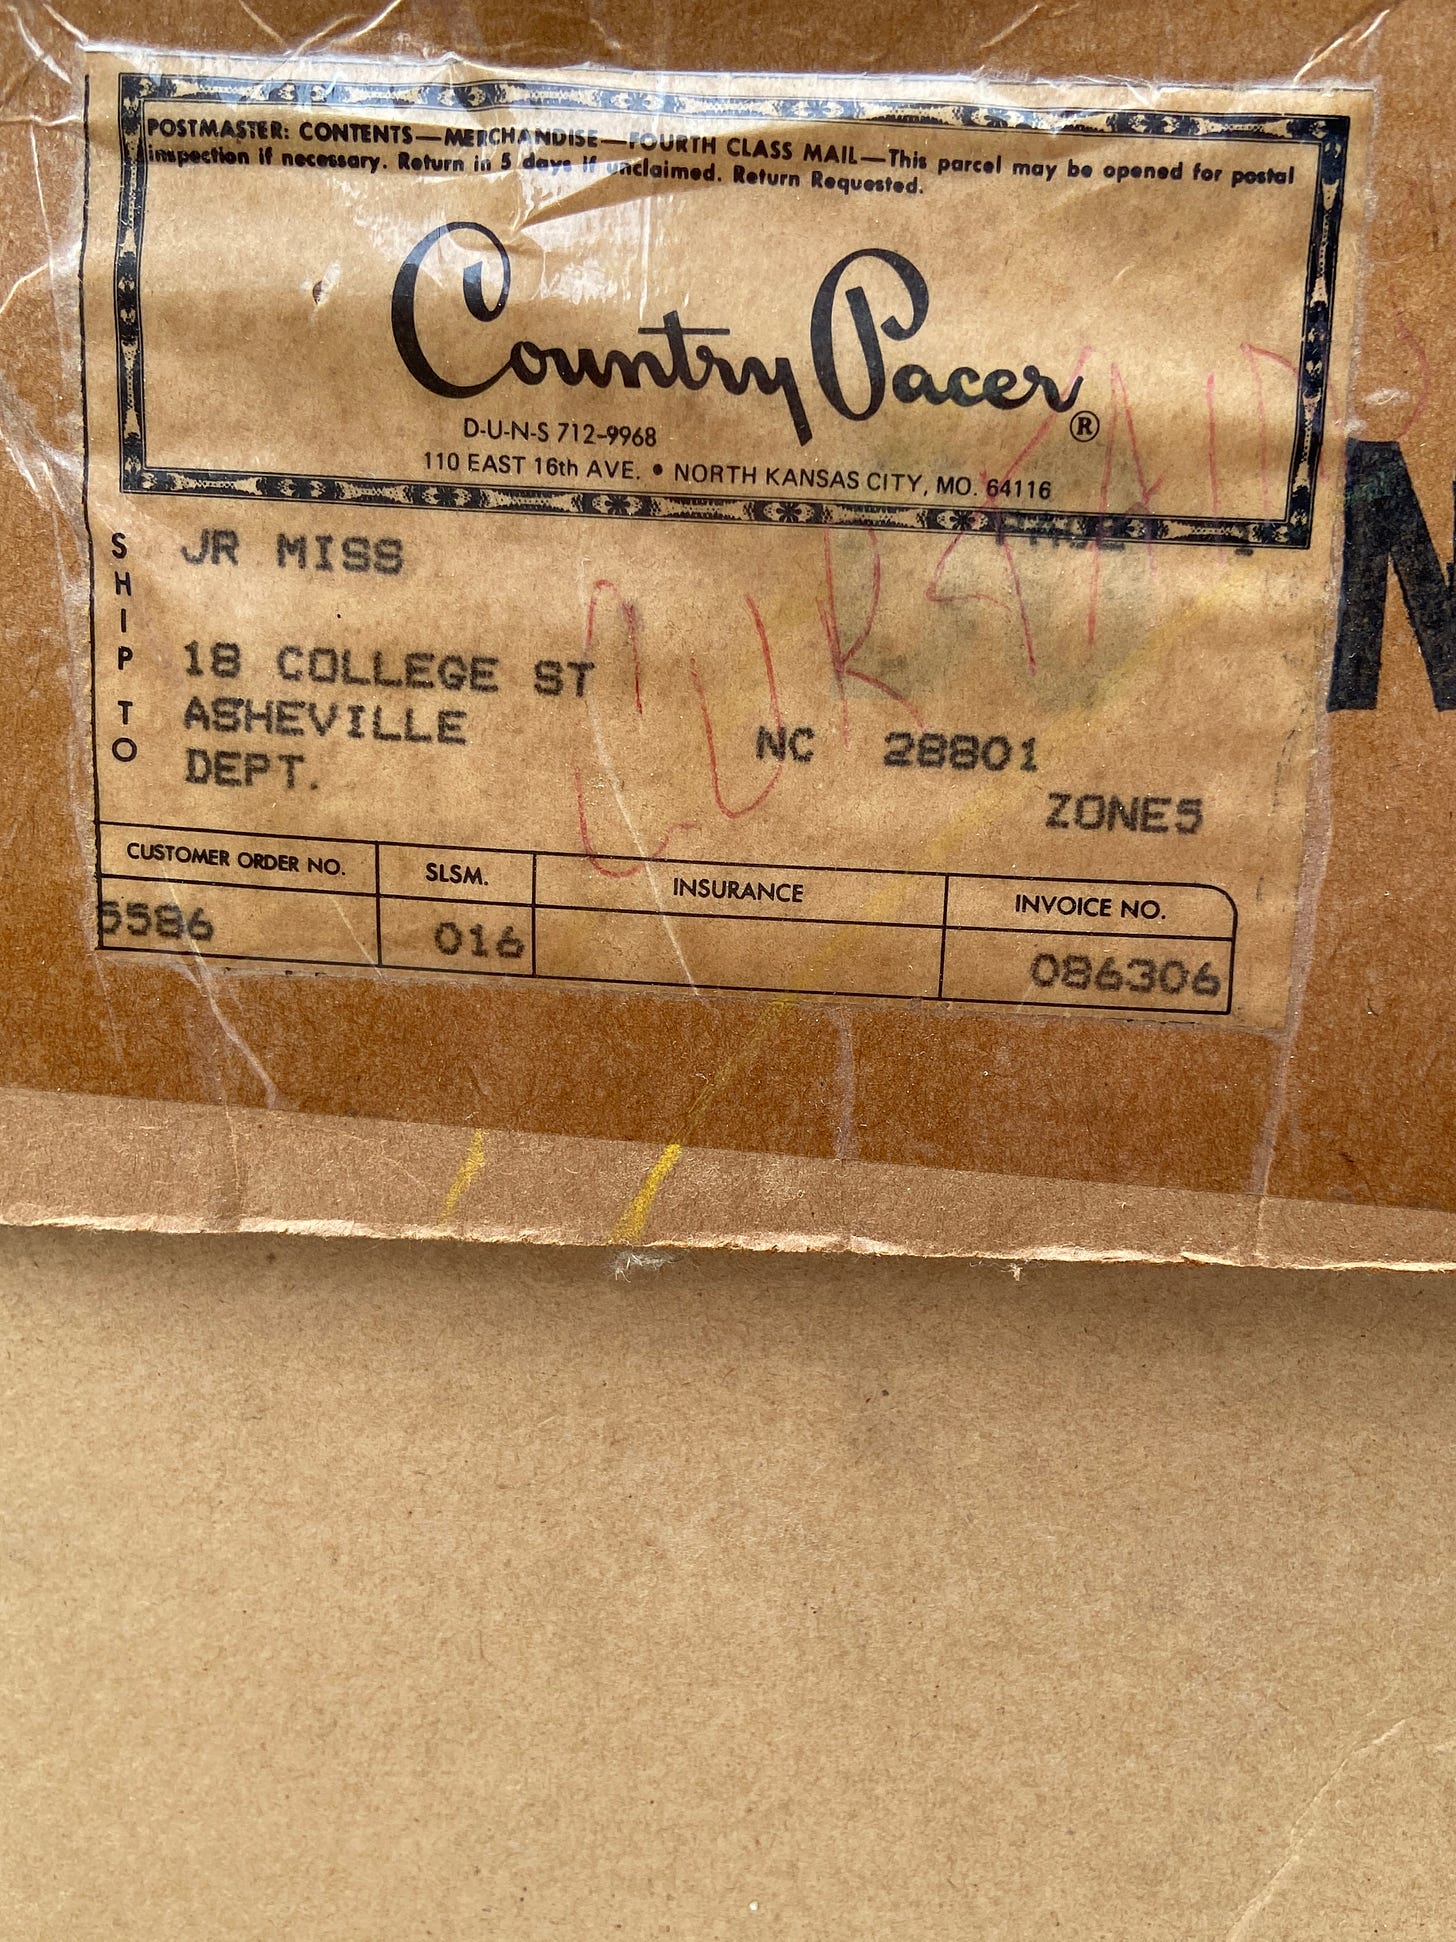 POSTMASTER: CONTENTS—MERCHANDISE—FOURTH CLASS MAIL—This parcel may be opened for postal
inspection if necessary. Return in 5 days if unclaimed. Return Requested.
Country Pacer®
D-U-N-S 712-9968
110 EAST 16th AVE. • NORTH KANSAS CITY, MO. 64116
SHIP TO
JR MISS
18 COLLEGE ST
ASHEVILLE NC 28801
DEPT.
ZONE5
CUSTOMER ORDER NO. SLSM. INSURANCE INVOICE NO.
5586 016 086306